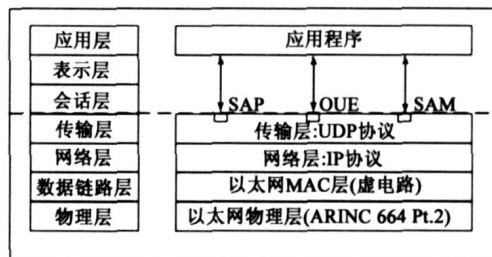 应用层
表示层
会话层
传输层
网络层
数据链路层
物理层
应用程序
SAP
QUE
SAM
传输层:UDP协议
网络层:IP协议
以太网MAC层(虚电路)
以太网物理层(ARINC 664 Pt.2)